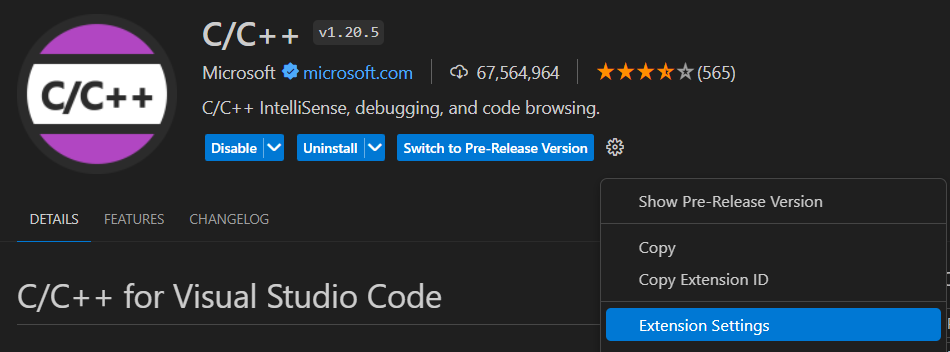 C/C++ v1.20.5
Microsoft microsoft.com 67,564,964 (565)
C/C++
C/C++ IntelliSense, debugging, and code browsing.
Disable Uninstall Switch to Pre-Release Version
Show Pre-Release Version
DETAILS FEATURES CHANGELOG
Copy
Copy Extension ID
C/C++ for Visual Studio Code
Extension Settings